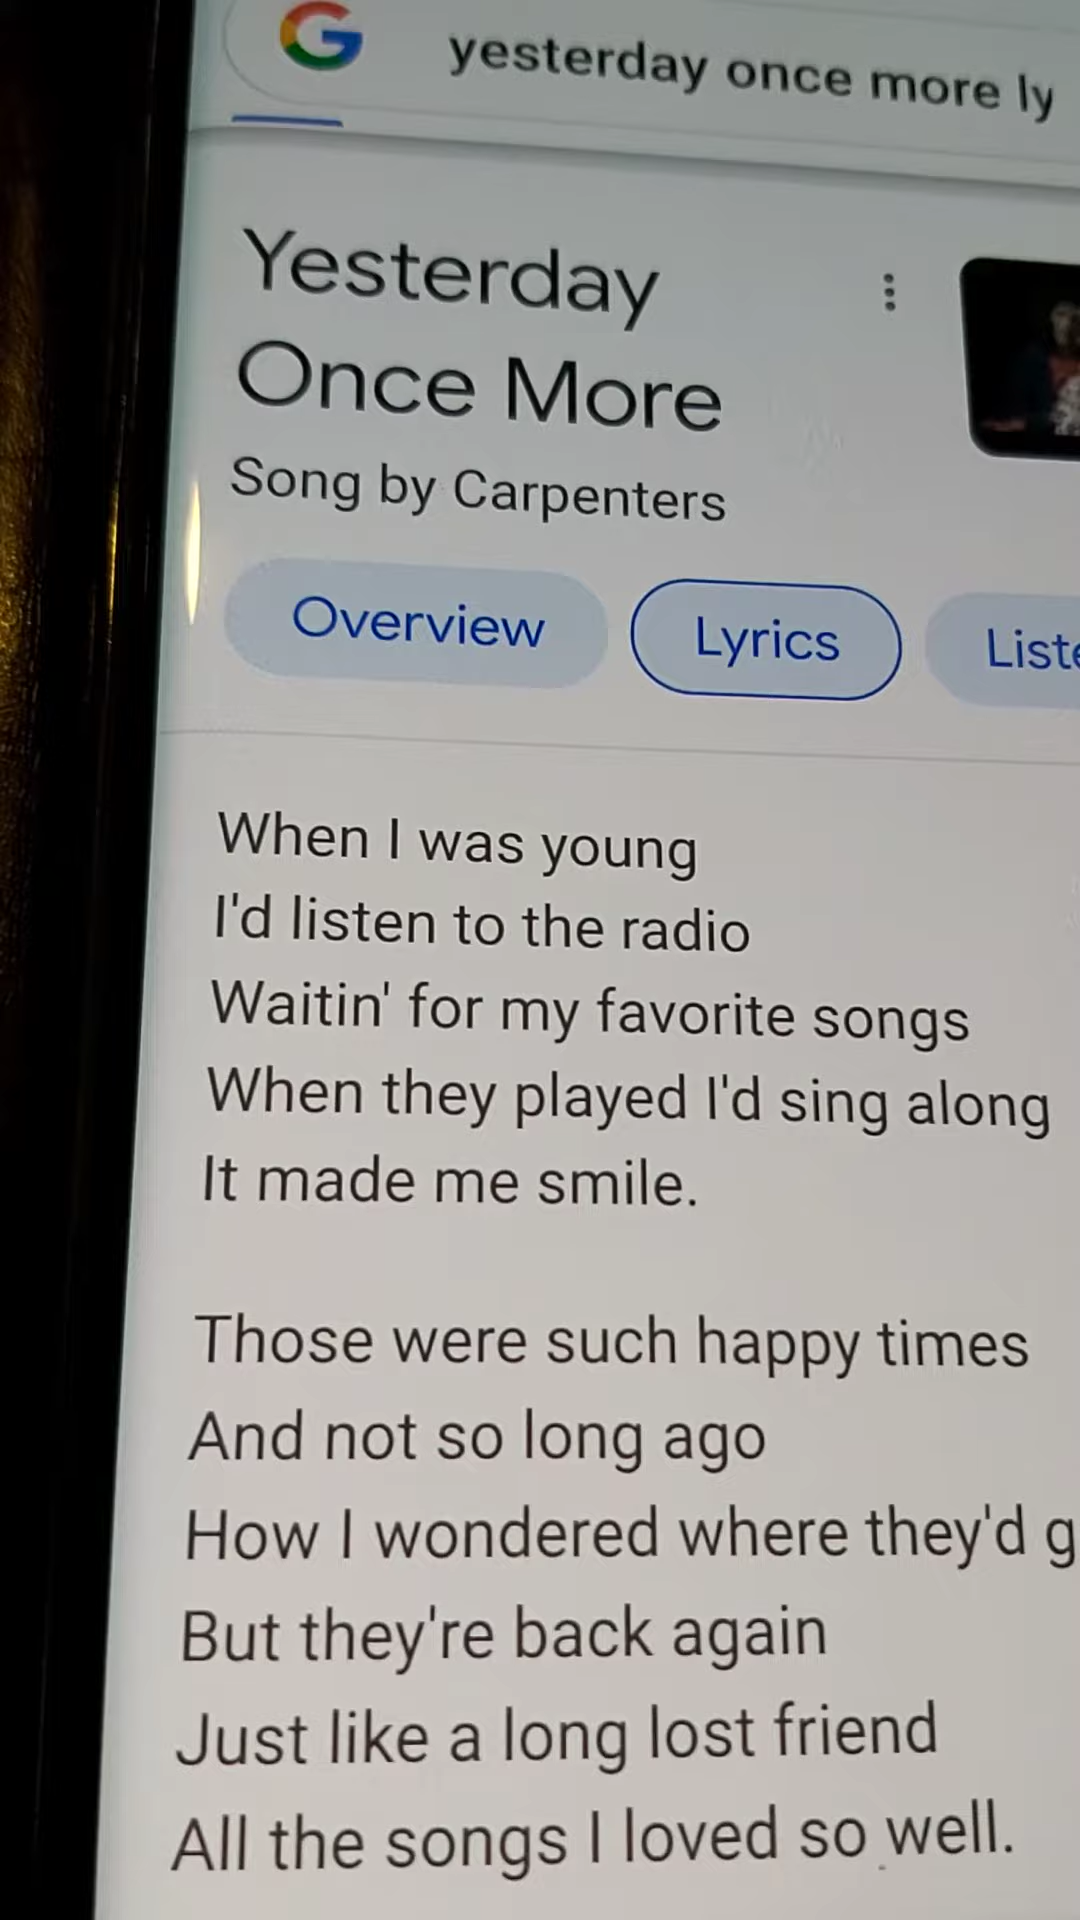 yesterday once more ly
Yesterday
Once More
Song by Carpenters
Overview
Lyrics
Liste
When I was young
I'd listen to the radio
Waitin' for my favorite songs
When they played I'd sing along
It made me smile.
Those were such happy times
And not so long ago
How I wondered where they'd g
But they're back again
Just like a long lost friend
All the songs I loved so well.